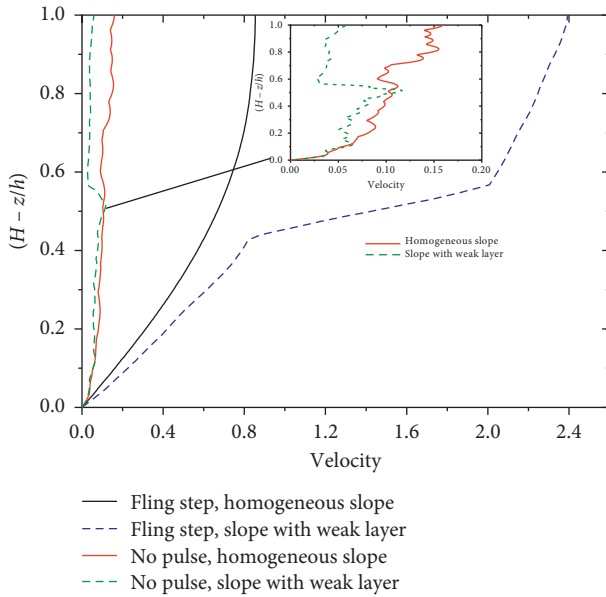 1.0
0.8
0.6
0.4
0.2
0.0
(H – z/h)
0.0
0.4
0.8
1.2
1.6
2.0
2.4
Velocity
1.0
0.8
0.6
0.4
0.2
0.0
(H – z/h)
0.00
0.05
0.10
0.15
0.20
Velocity
Homogeneous slope
Slope with weak layer
Fling step, homogeneous slope
Fling step, slope with weak layer
No pulse, homogeneous slope
No pulse, slope with weak layer